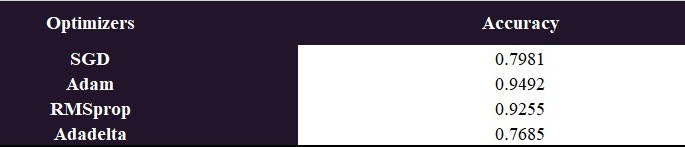 Optimizers Accuracy
SGD 0.7981
Adam 0.9492
RMSprop 0.9255
Adadelta 0.7685